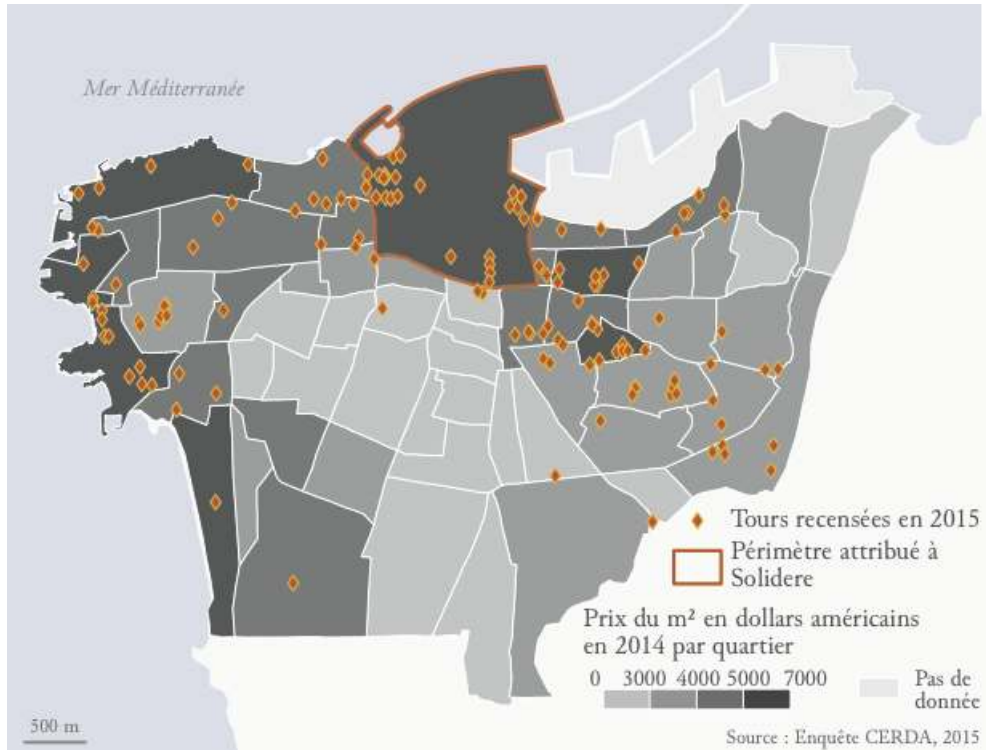 Mer Méditerranée
Tours recensées en 2015
Périmètre attribué à
Solidere
Prix du m² en dollars américains
en 2014 par quartier
0 3000 4000 5000 7000
Pas de
donnée
500 m
Source : Enquête CERDA, 2015